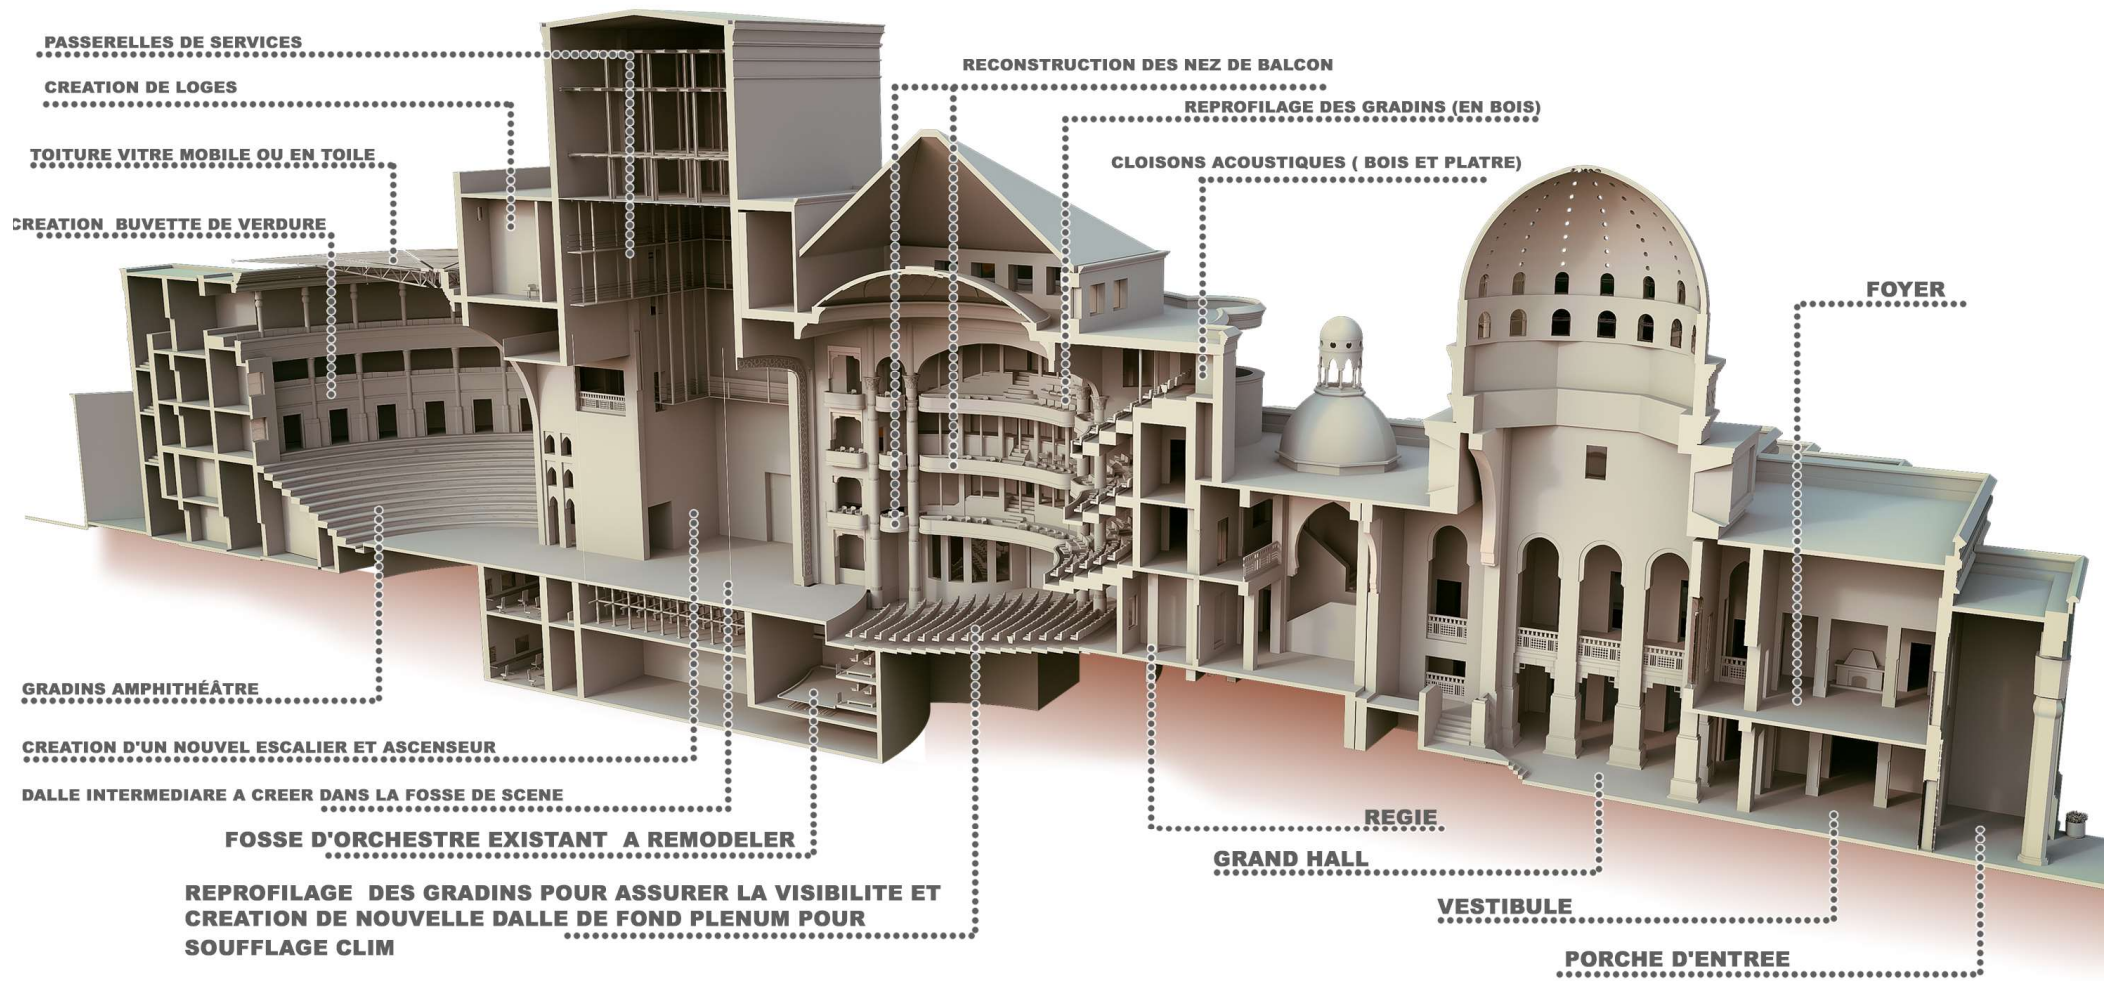 PASSERELLES DE SERVICES
CREATION DE LOGES
TOITURE VITRE MOBILE OU EN TOILE
CREATION BUVETTE DE VERDURE
RECONSTRUCTION DES NEZ DE BALCON
REPROFILAGE DES GRADINS (EN BOIS)
CLOISONS ACOUSTIQUES ( BOIS ET PLATRE)
FOYER
GRADINS AMPHITHÉÂTRE
CREATION D'UN NOUVEL ESCALIER ET ASCENSEUR
DALLE INTERMEDIARE A CREER DANS LA FOSSE DE SCENE
FOSSE D'ORCHESTRE EXISTANT A REMODELER
REPROFILAGE DES GRADINS POUR ASSURER LA VISIBILITE ET
CREATION DE NOUVELLE DALLE DE FOND PLENUM POUR
SOUFFLAGE CLIM
REGIE
GRAND HALL
VESTIBULE
PORCHE D'ENTREE